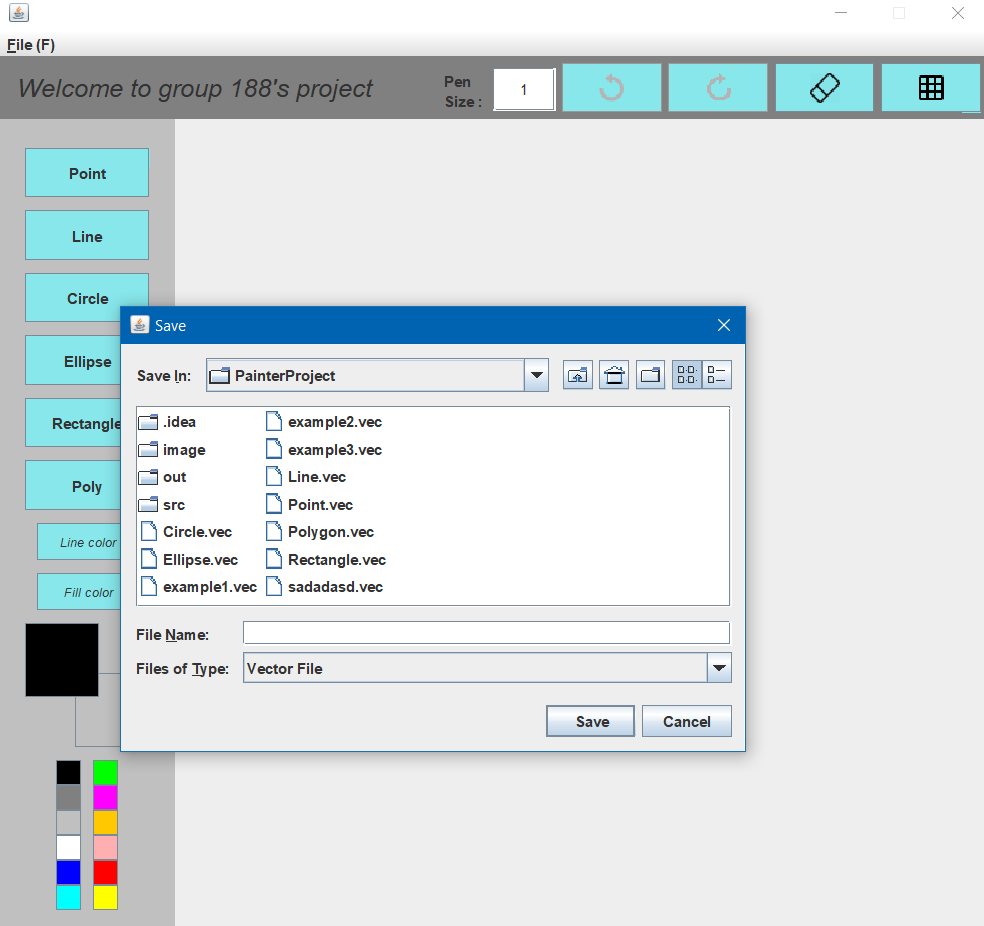 File (F)
Welcome to group 188's project
Pen
Size :
1
Point
Line
Circle
Ellipse
Rectangle
Poly
Line color
Fill color
Save
Save In:
PainterProject
.idea
image
out
src
Circle.vec
Ellipse.vec
example1.vec
example2.vec
example3.vec
Line.vec
Point.vec
Polygon.vec
Rectangle.vec
sadadasd.vec
File Name:
Files of Type:
Vector File
Save
Cancel